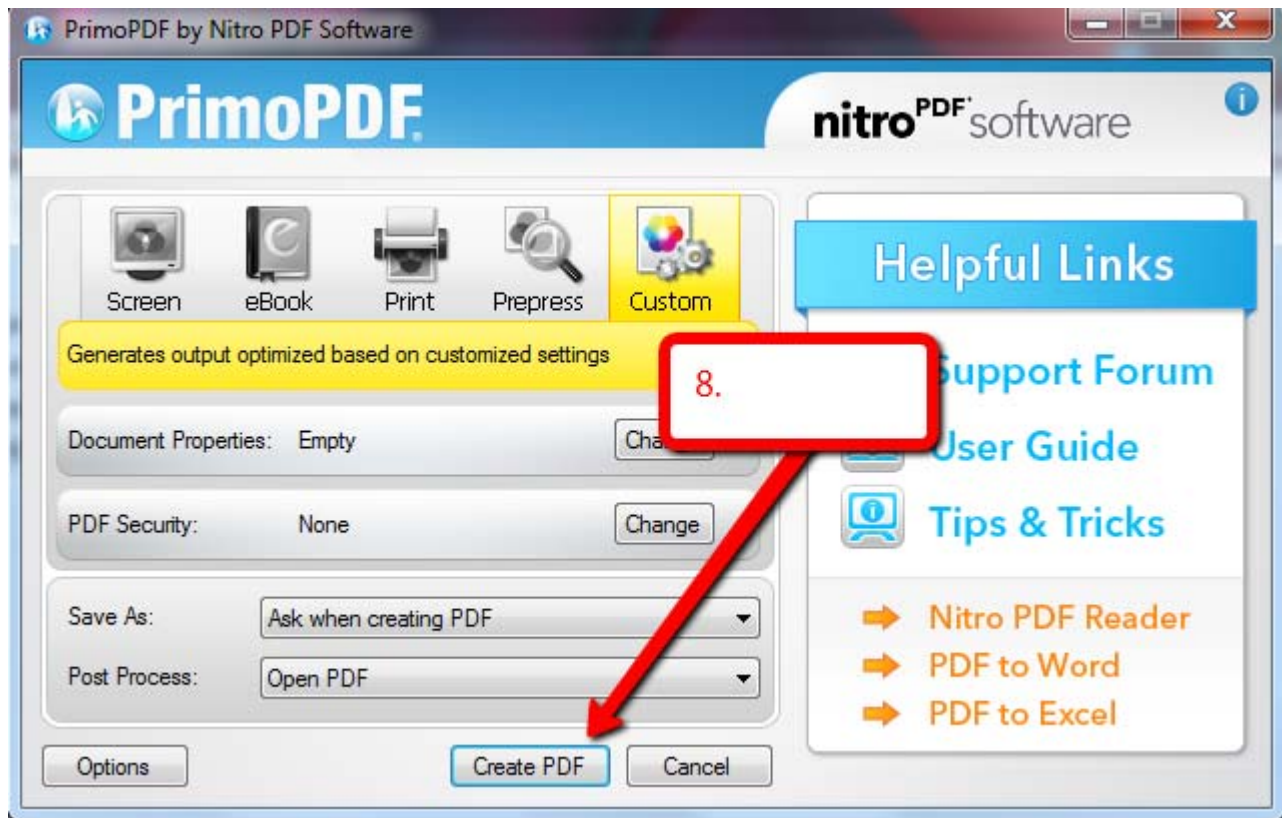 PrimoPDF by Nitro PDF Software
PrimoPDF
nitro PDF software
Screen eBook Print Prepress Custom
Generates output optimized based on customized settings
8.
Document Properties: Empty
PDF Security: None Change
Save As: Ask when creating PDF
Post Process: Open PDF
Options Create PDF Cancel
Helpful Links
Support Forum
User Guide
Tips & Tricks
Nitro PDF Reader
PDF to Word
PDF to Excel